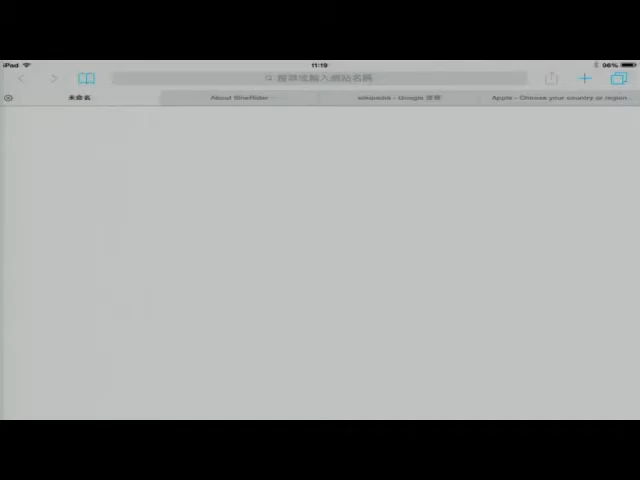 iPad 11:19 96%
搜尋或輸入網站名稱
未命名 About SineRider wikipedia - Google 搜尋 Apple - Choose your country or region